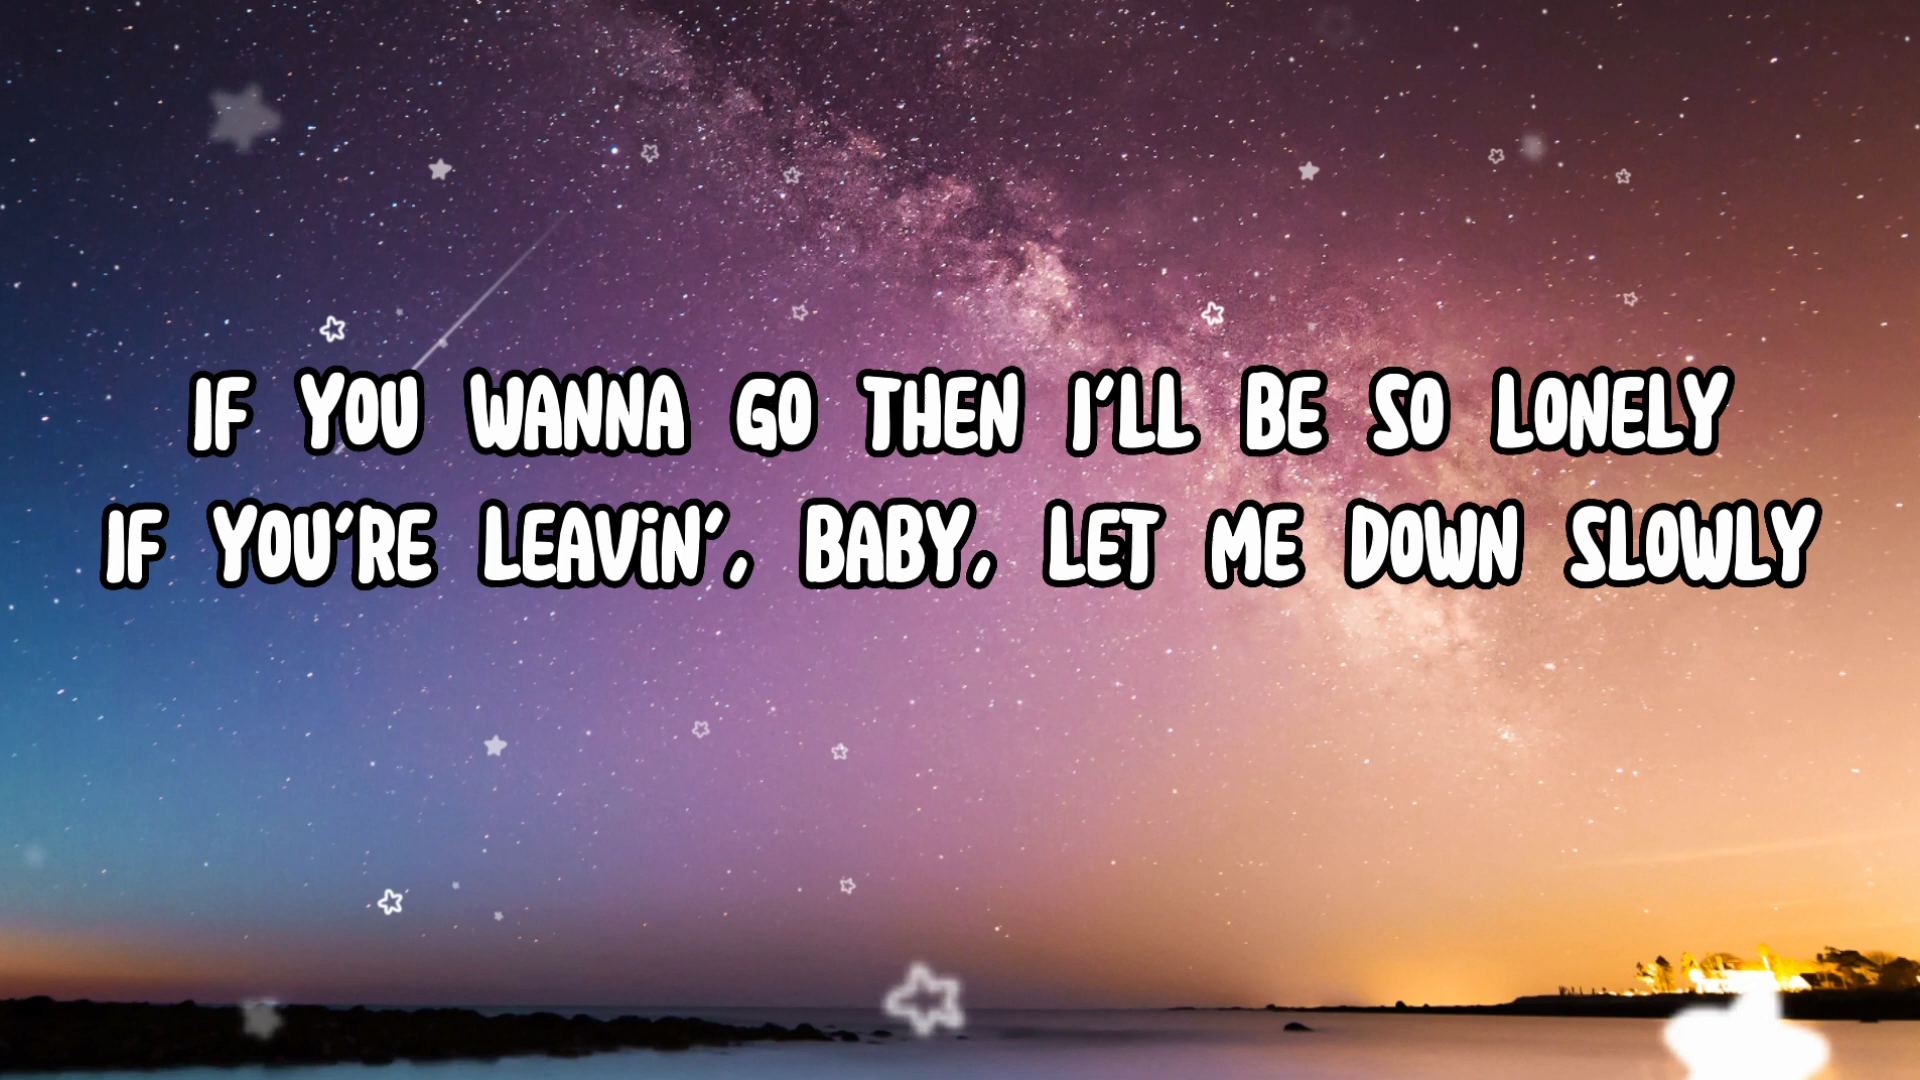 IF YOU WANNA GO THEN I'LL BE SO LONELY
IF YOU'RE LEAVIN', BABY, LET ME DOWN SLOWLY